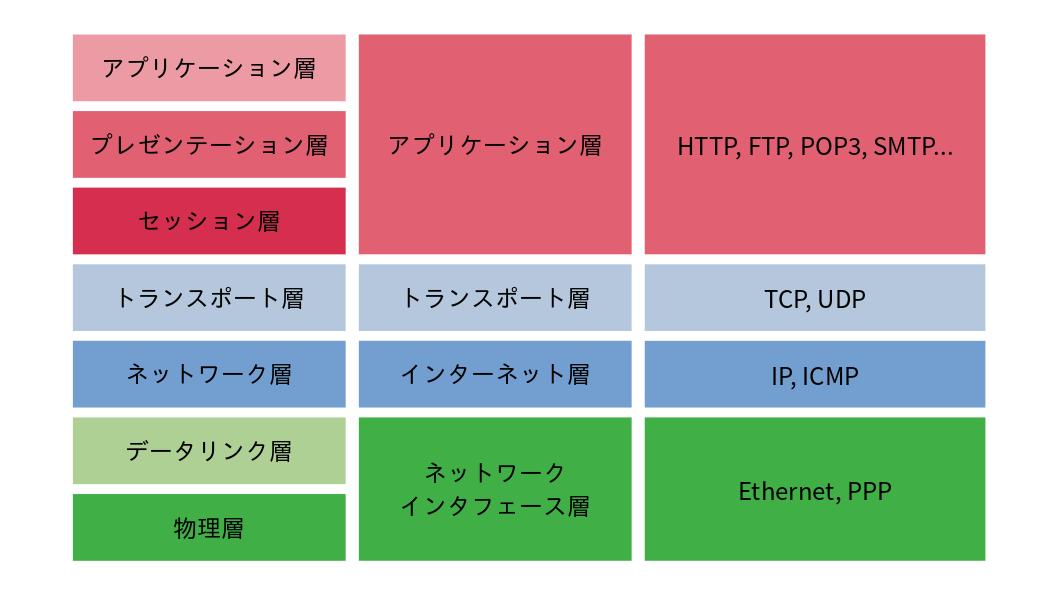 アプリケーション層
プレゼンテーション層
セッション層
トランスポート層
ネットワーク層
データリンク層
物理層
アプリケーション層
トランスポート層
インターネット層
ネットワーク
インタフェース層
HTTP, FTP, POP3, SMTP...
TCP, UDP
IP, ICMP
Ethernet, PPP